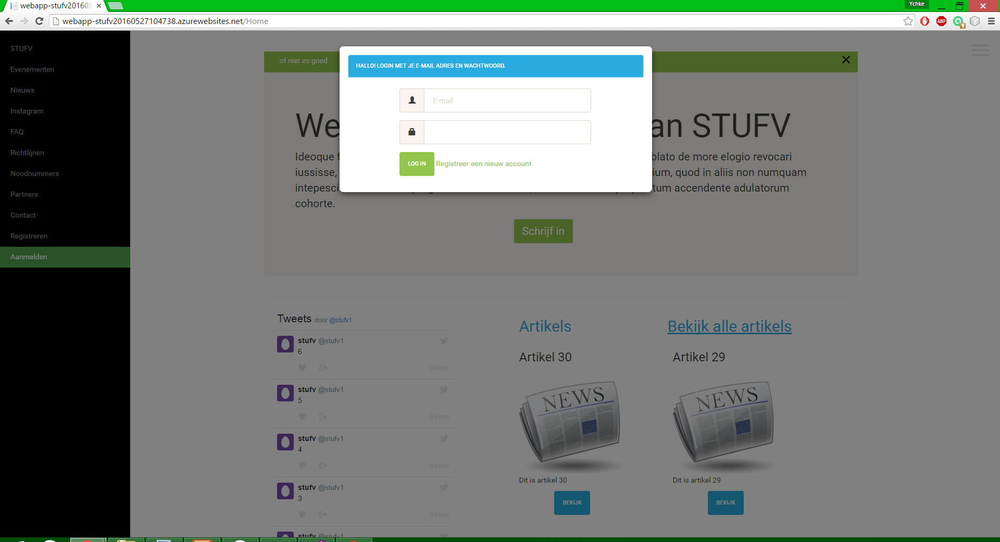 webapp-stufv201605
Ychke
webapp-stufv20160527104738.azurewebsites.net/Home
ABP
STUFV
Evenementen
Nieuws
Instagram
FAQ
Richtlijnen
Noodnummers
Partners
Contact
Registreren
Aanmelden
of niet zo goed
HALLO! LOGIN MET JE E-MAIL ADRES EN WACHTWOORD.
E-mail
LOG IN Registreer een nieuw account
We an STUFV
Ideoque blato de more elogio revocari
iussisse, ium, quod in aliis non numquam
intepesci tum accendente adulatorum
cohorte.
Schrijf in
Tweets door @stufv1
stufv @stufv1
6
04 mei
stufv @stufv1
5
04 mei
stufv @stufv1
4
04 mei
stufv @stufv1
3
04 mei
stufv @stufv1
Artikels
Bekijk alle artikels
Artikel 30
NEWS
Dit is artikel 30
BEKIJK
Artikel 29
NEWS
Dit is artikel 29
BEKIJK